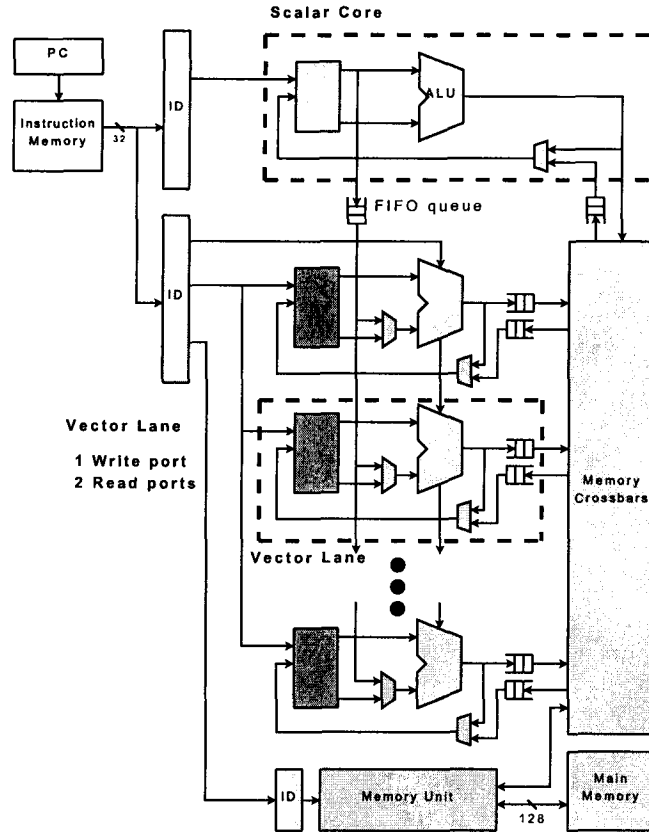 Scalar Core
PC
Instruction
Memory
32
ID
ALU
FIFO queue
ID
Vector Lane
1 Write port
2 Read ports
Memory
Crossbars
Vector Lane
ID
Memory Unit
128
Main
Memory